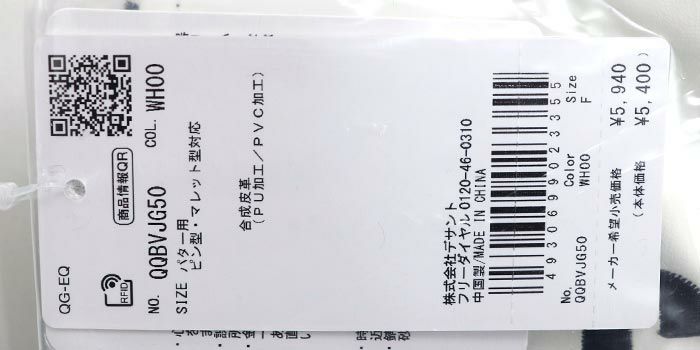 商品情報QR
QG-EQ
RFID
NO. QQBVJG50 COL. WH00
SIZE パター用
ピン型・マレット型対応
合成皮革
(PU加工/PVC加工)
株式会社デサント
フリーダイヤル 0120-46-0310
中国製/MADE IN CHINA
4930699023355
No. Color Size
QQBVJG50 WH00 F
メーカー希望小売価格 ¥5,940
(本体価格 ¥5,400)